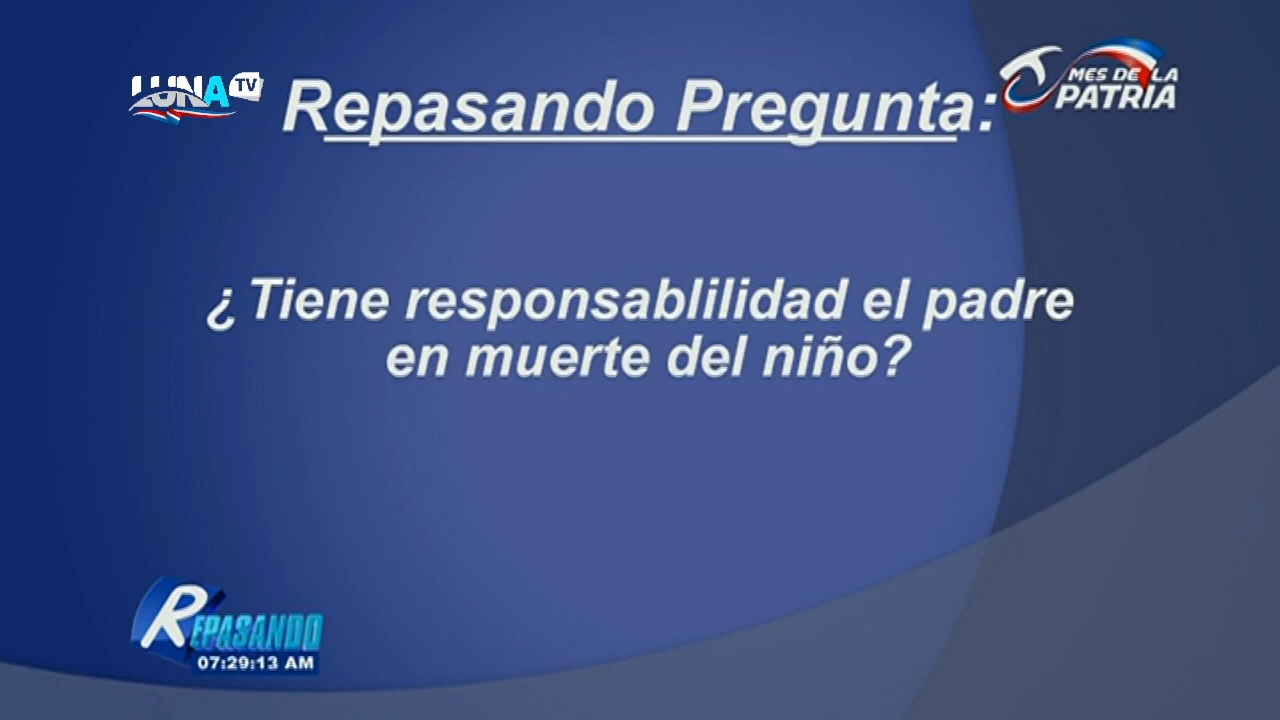 LUNA TV
Repasando Pregunta:
MES DE LA
PATRIA
¿Tiene responsablilidad el padre
en muerte del niño?
REPASANDO
07:29:13 AM